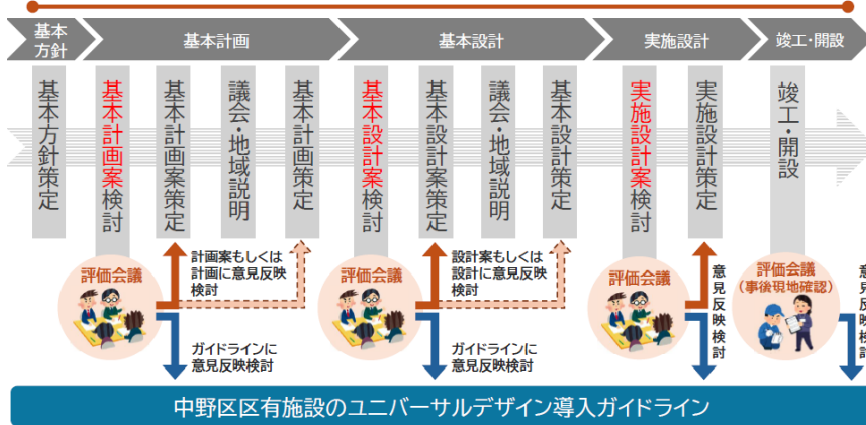 基本
方針
基本計画
基本設計
実施設計
竣工・開設
基本方針策定
基本計画案検討
基本計画案策定
議会・地域説明
基本計画策定
基本設計案検討
基本設計案策定
議会・地域説明
基本設計策定
実施設計案検討
実施設計策定
竣工・開設
評価会議
計画案もしくは
計画に意見反映
検討
ガイドラインに
意見反映検討
評価会議
設計案もしくは
設計に意見反映
検討
ガイドラインに
意見反映検討
評価会議
意見反映検討
評価会議
(事後現地確認)
意見反映検討
中野区区有施設のユニバーサルデザイン導入ガイドライン